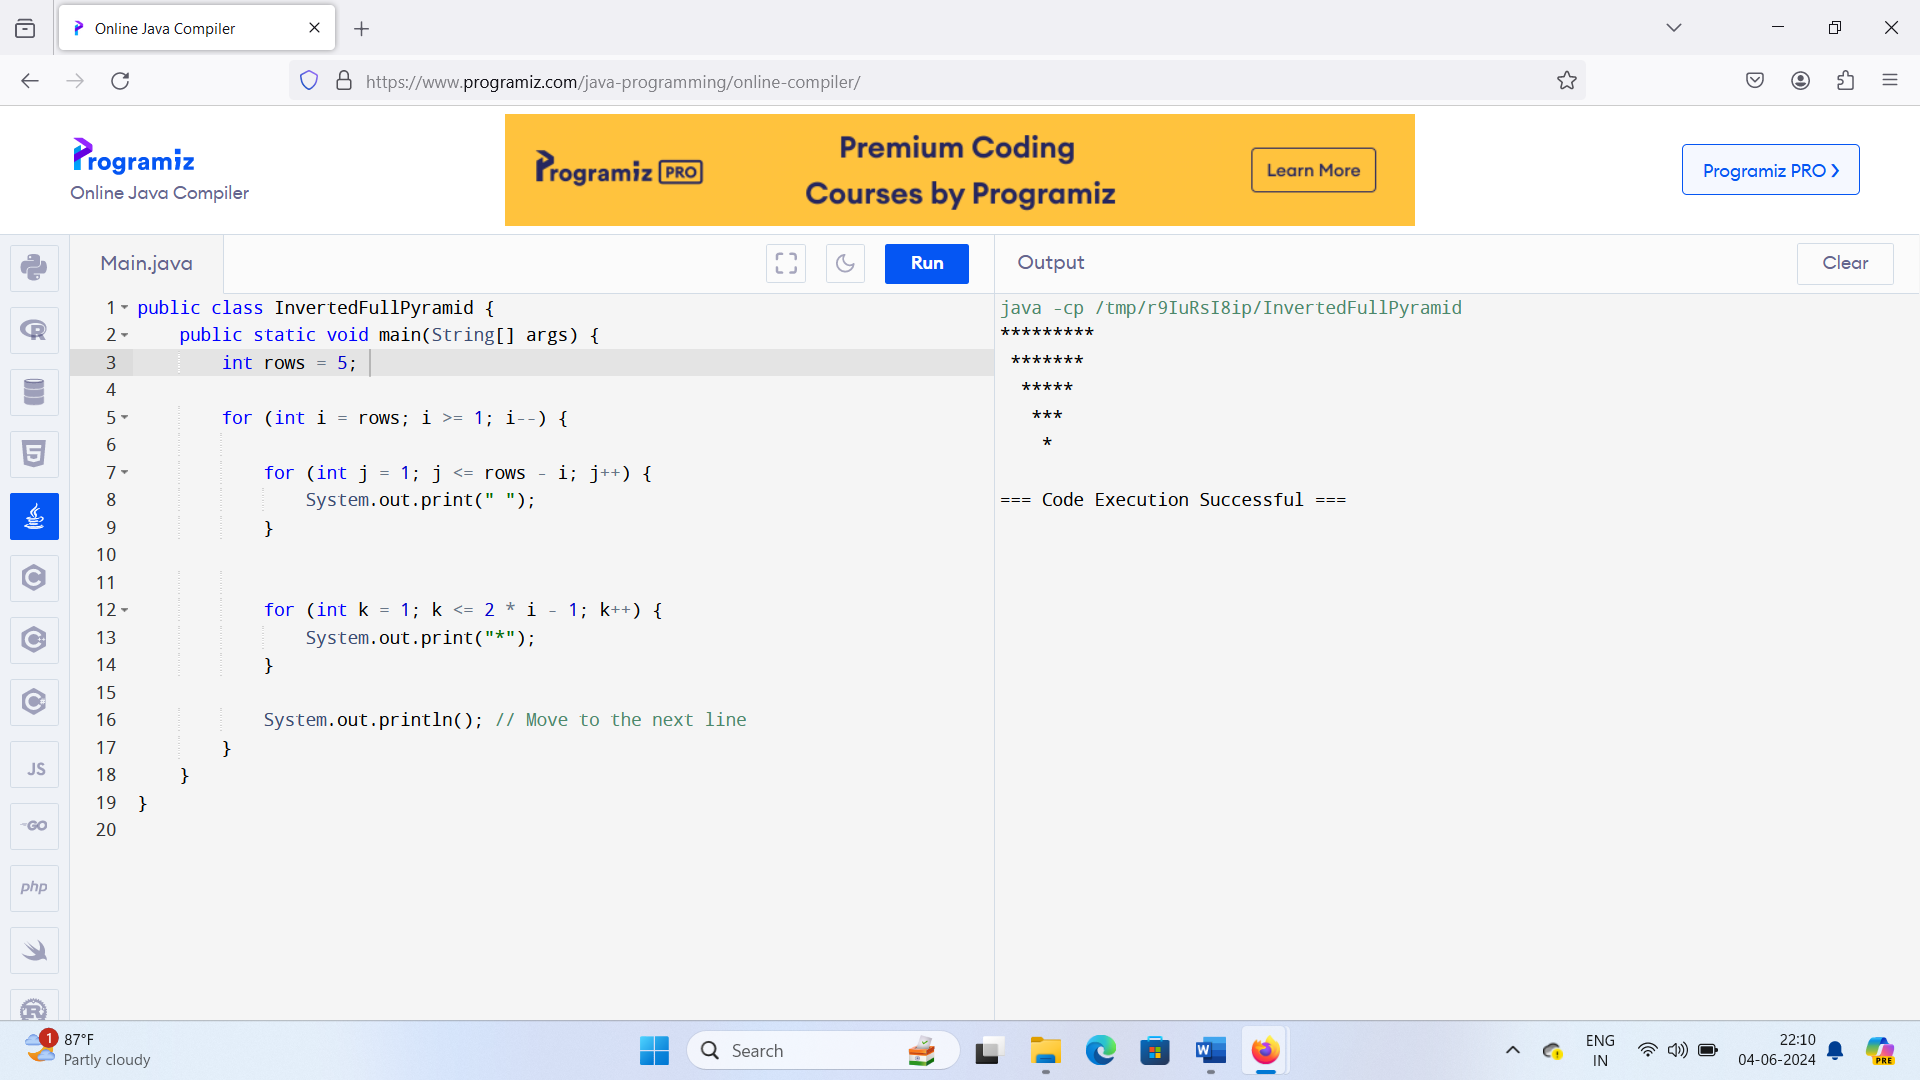 Online Java Compiler
https://www.programiz.com/java-programming/online-compiler/
Programiz
Online Java Compiler
Programiz PRO
Premium Coding
Courses by Programiz
Learn More
Programiz PRO ❯
Main.java
Run
Output
Clear
1 public class InvertedFullPyramid {
2     public static void main(String[] args) {
3         int rows = 5;
4
5         for (int i = rows; i >= 1; i--) {
6
7             for (int j = 1; j <= rows - i; j++) {
8                 System.out.print(" ");
9             }
10
11
12             for (int k = 1; k <= 2 * i - 1; k++) {
13                 System.out.print("*");
14             }
15
16             System.out.println(); // Move to the next line
17         }
18     }
19 }
20
java -cp /tmp/r9IuRsI8ip/InvertedFullPyramid
*********
 *******
  *****
   ***
    *
=== Code Execution Successful ===
JS
GO
php
1
87°F
Partly cloudy
Search
W
ENG
IN
22:10
04-06-2024
PRE